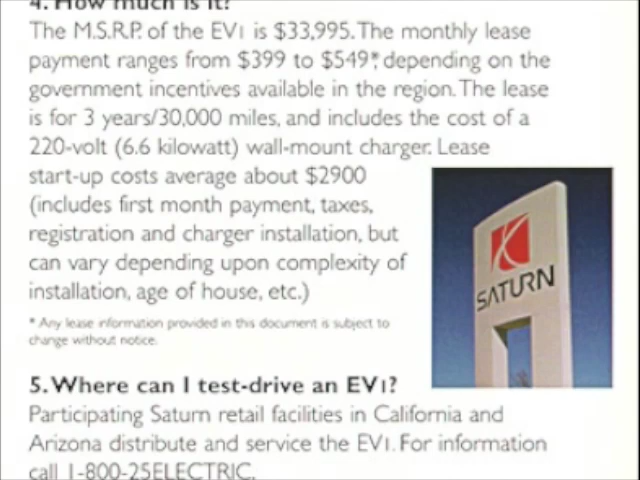 4. How much is it?
The M.S.R.P. of the EV1 is $33,995. The monthly lease
payment ranges from $399 to $549*, depending on the
government incentives available in the region. The lease
is for 3 years/30,000 miles, and includes the cost of a
220-volt (6.6 kilowatt) wall-mount charger. Lease
start-up costs average about $2900
(includes first month payment, taxes,
registration and charger installation, but
can vary depending upon complexity of
installation, age of house, etc.)
* Any lease information provided in this document is subject to
change without notice.
SATURN
5. Where can I test-drive an EV1?
Participating Saturn retail facilities in California and
Arizona distribute and service the EV1. For information
call 1-800-25ELECTRIC.